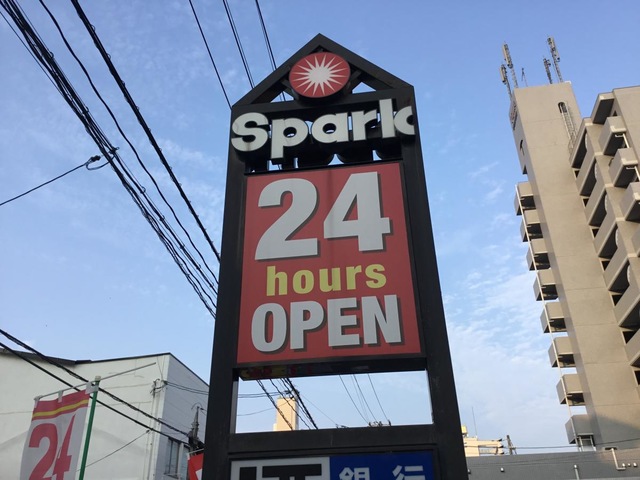 Spark
24
hours
OPEN
銀行
24